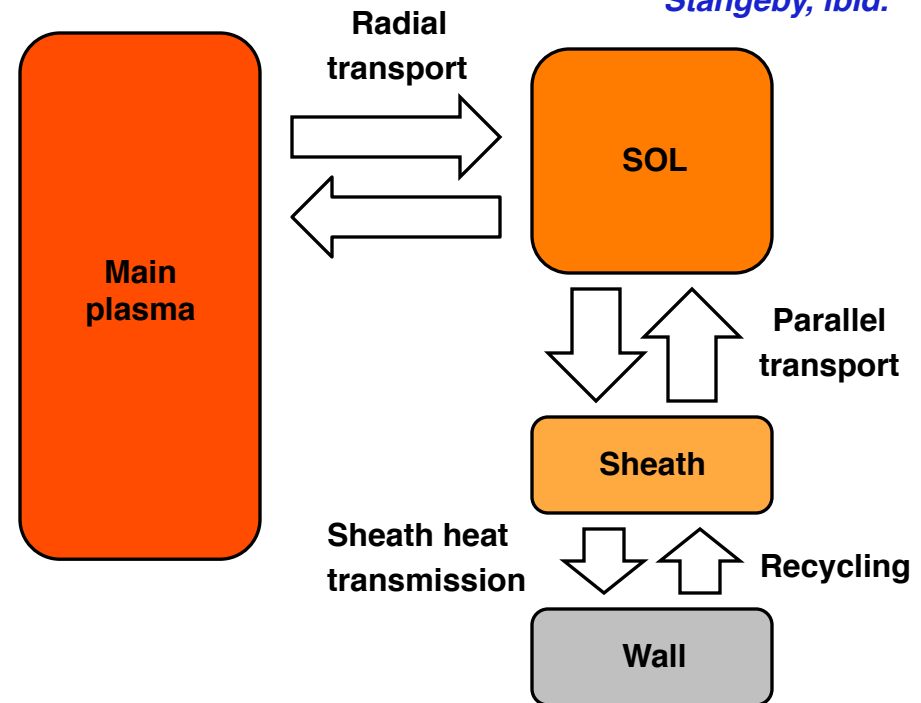 Stangeby, ibid.
Radial
transport
SOL
Main
plasma
Parallel
transport
Sheath
Sheath heat
transmission
Recycling
Wall